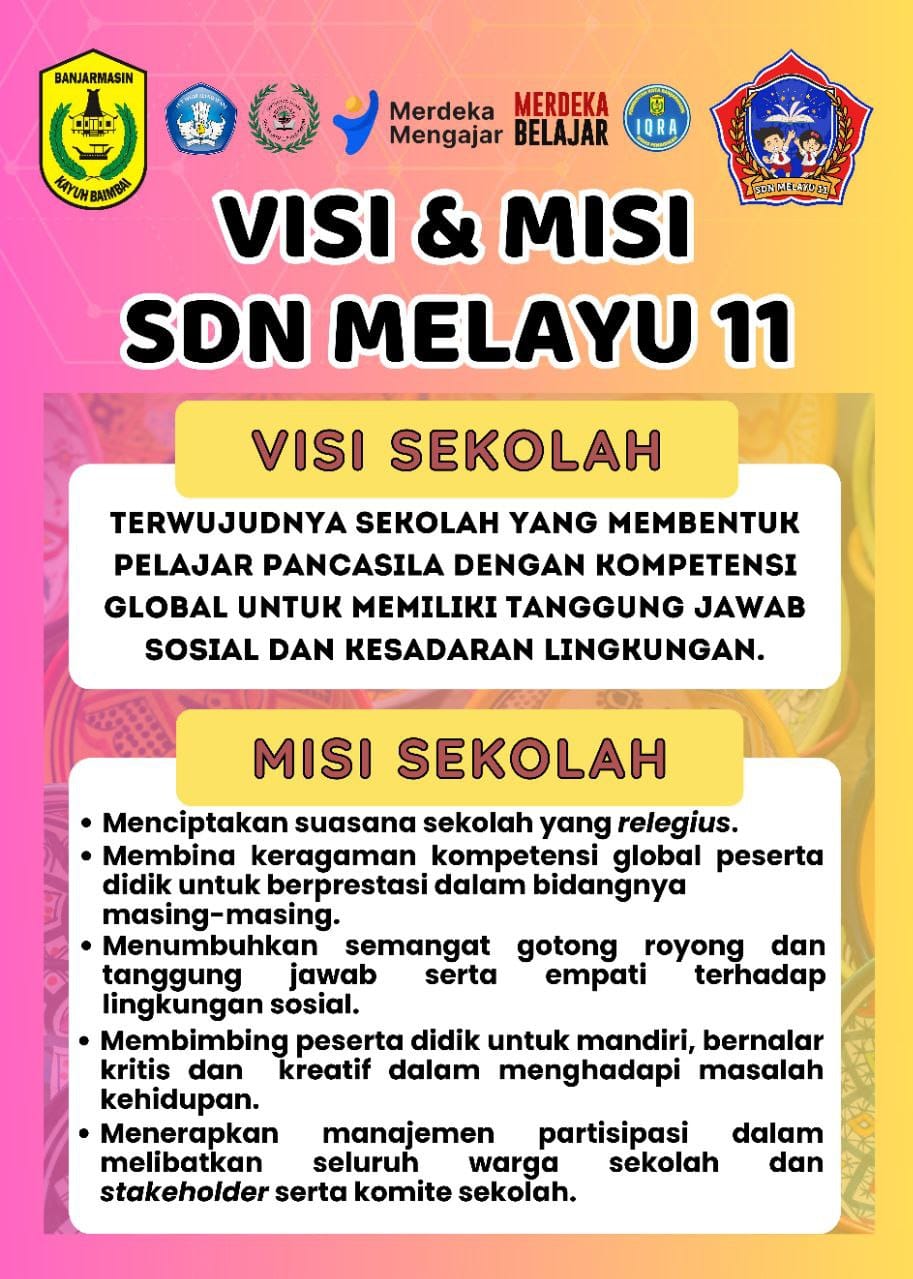 BANJARMASIN
KAYUH BAIMBAI
Merdeka
Mengajar
MERDEKA
BELAJAR
IQRA
SDN MELAYU 11
VISI & MISI
SDN MELAYU 11
VISI SEKOLAH
TERWUJUDNYA SEKOLAH YANG MEMBENTUK
PELAJAR PANCASILA DENGAN KOMPETENSI
GLOBAL UNTUK MEMILIKI TANGGUNG JAWAB
SOSIAL DAN KESADARAN LINGKUNGAN.
MISI SEKOLAH
• Menciptakan suasana sekolah yang relegius.
• Membina keragaman kompetensi global peserta
didik untuk berprestasi dalam bidangnya
masing-masing.
• Menumbuhkan semangat gotong royong dan
tanggung jawab serta empati terhadap
lingkungan sosial.
• Membimbing peserta didik untuk mandiri, bernalar
kritis dan kreatif dalam menghadapi masalah
kehidupan.
• Menerapkan manajemen partisipasi dalam
melibatkan seluruh warga sekolah dan
stakeholder serta komite sekolah.